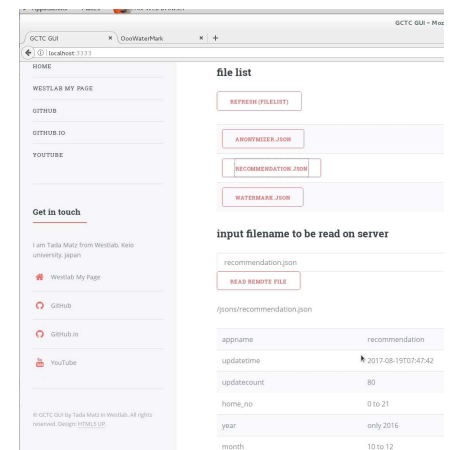 GCTC GUI – Moz
GCTC GUI
OooWaterMark
localhost:3333
HOME
WESTLAB MY PAGE
GITHUB
GITHUB.IO
YOUTUBE
Get in touch
I am Tada Matz from Westlab, Keio
university, Japan
Westlab My Page
GitHub
GitHub.io
YouTube
© GCTC GUI by Tada Matz in Westlab. All rights
reserved. Design: HTML5 UP.
file list
REFRESH (FILELIST)
ANONYMIZER.JSON
RECOMMENDATION.JSON
WATERMARK.JSON
input filename to be read on server
recommendation.json
READ REMOTE FILE
/jsons/recommendation.json
appname recommendation
updatetime 2017-08-19T07:47:42
updatecount 80
home_no 0 to 21
year only 2016
month 10 to 12